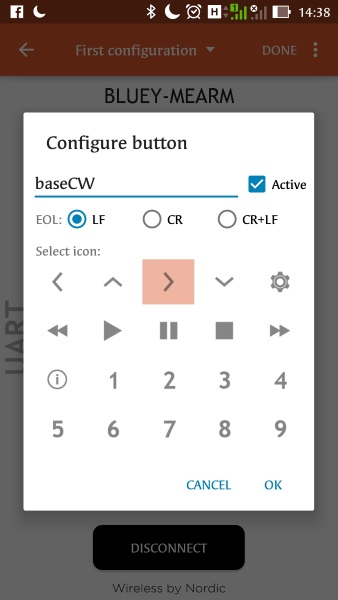 14:38
First configuration
DONE
BLUEY-MEARM
Configure button
baseCW
Active
EOL: LF CR CR+LF
Select icon:
1 2 3 4
5 6 7 8 9
CANCEL OK
UART
DISCONNECT
Wireless by Nordic